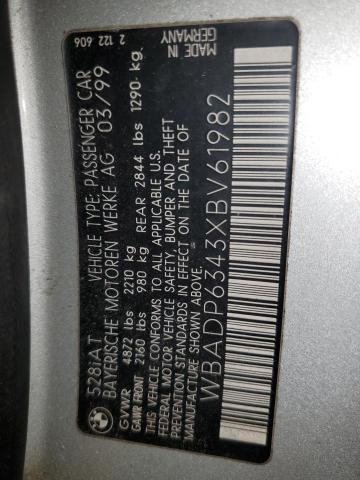 528iA T VEHICLE TYPE, PASSENGER CAR 2 122 606
BAYERISCHE MOTOREN WERKE AG 03/99
GVWR 4872 lbs 2210 kg
GAWR FRONT 2160 lbs 980 kg, REAR 2844 lbs 1290 kg.
THIS VEHICLE CONFORMS TO ALL APPLICABLE U.S.
FEDERAL MOTOR VEHICLE SAFETY, BUMPER AND THEFT
PREVENTION STANDARDS IN EFFECT ON THE DATE OF
MANUFACTURE SHOWN ABOVE.
MADE IN
GERMANY
WBADP6343XBV61982